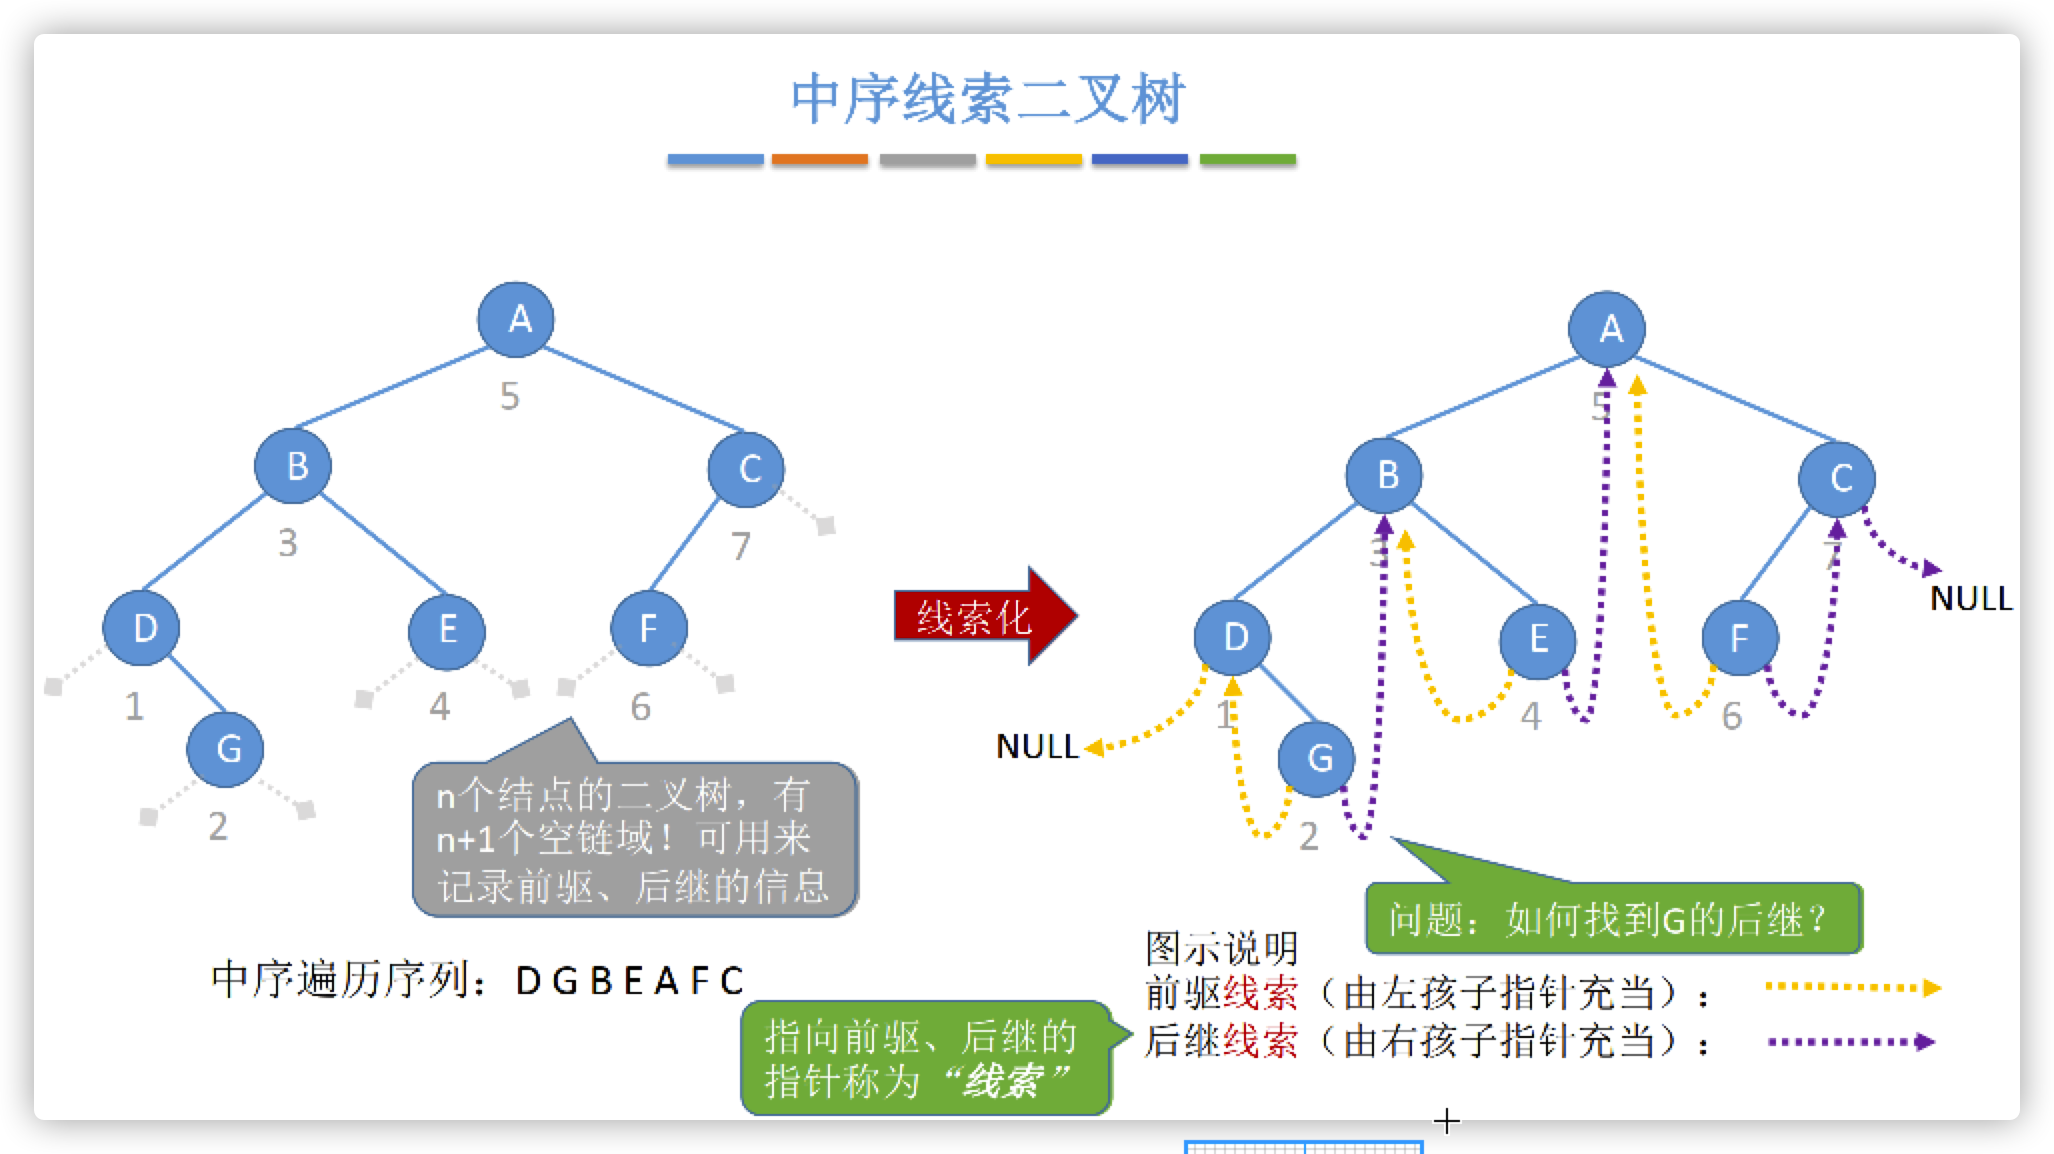 中序线索二叉树
A
5
B
3
C
7
D
1
E
4
F
6
G
2
n个结点的二叉树，有
n+1个空链域！可用来
记录前驱、后继的信息
中序遍历序列：D G B E A F C
线索化
A
5
B
3
C
7
NULL
D
1
E
4
F
6
NULL
G
2
问题：如何找到G的后继？
图示说明
前驱线索（由左孩子指针充当）：
后继线索（由右孩子指针充当）：
指向前驱、后继的
指针称为“线索”